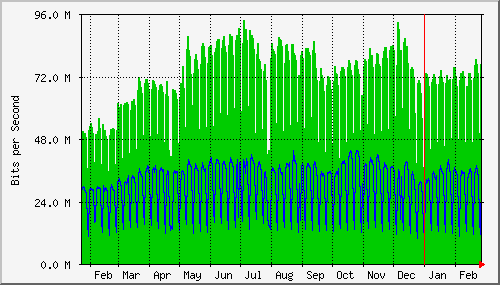 96.0 M
72.0 M
48.0 M
24.0 M
0.0 M
Bits per Second
Feb Mar Apr May Jun Jul Aug Sep Oct Nov Dec Jan Feb